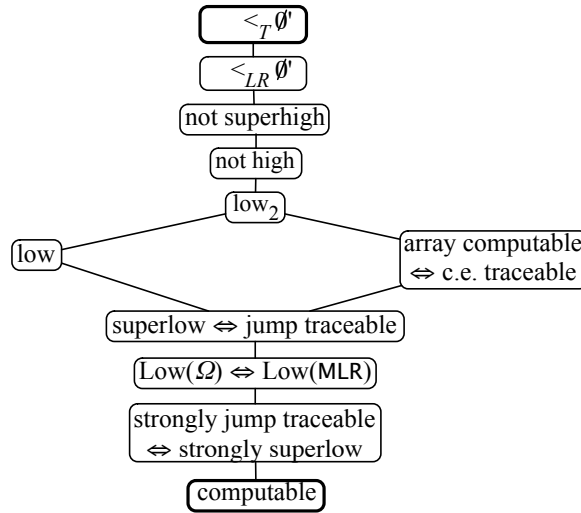 <_T ∅'
<_LR ∅'
not superhigh
not high
low₂
low
array computable
⇔ c.e. traceable
superlow ⇔ jump traceable
Low(Ω) ⇔ Low(MLR)
strongly jump traceable
⇔ strongly superlow
computable